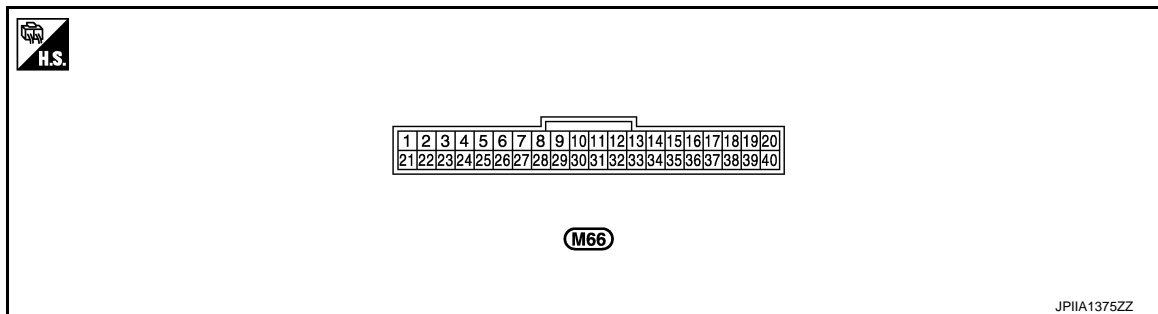 H.S.
1 2 3 4 5 6 7 8 9 10 11 12 13 14 15 16 17 18 19 20
21 22 23 24 25 26 27 28 29 30 31 32 33 34 35 36 37 38 39 40
M66
JPIIA1375ZZ